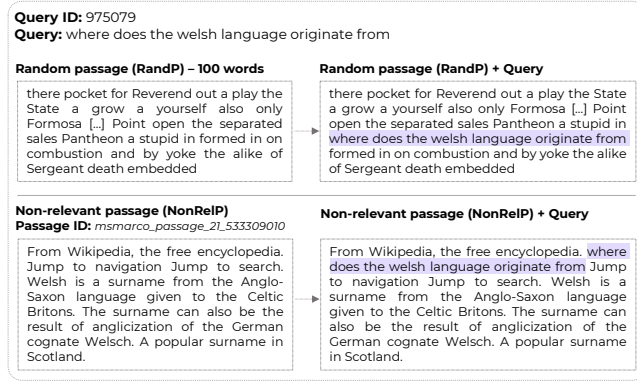 Query ID: 975079
Query: where does the welsh language originate from
Random passage (RandP) – 100 words
there pocket for Reverend out a play the
State a grow a yourself also only
Formosa [...] Point open the separated
sales Pantheon a stupid in formed in on
combustion and by yoke the alike of
Sergeant death embedded
Random passage (RandP) + Query
there pocket for Reverend out a play the State
a grow a yourself also only Formosa [...] Point
open the separated sales Pantheon a stupid in
where does the welsh language originate from
formed in on combustion and by yoke the alike
of Sergeant death embedded
Non-relevant passage (NonRelP)
Passage ID: msmarco_passage_21_533309010
From Wikipedia, the free encyclopedia.
Jump to navigation Jump to search.
Welsh is a surname from the Anglo-
Saxon language given to the Celtic
Britons. The surname can also be the
result of anglicization of the German
cognate Welsch. A popular surname in
Scotland.
Non-relevant passage (NonRelP) + Query
From Wikipedia, the free encyclopedia. where
does the welsh language originate from Jump
to navigation Jump to search. Welsh is a
surname from the Anglo-Saxon language
given to the Celtic Britons. The surname can
also be the result of anglicization of the
German cognate Welsch. A popular surname
in Scotland.